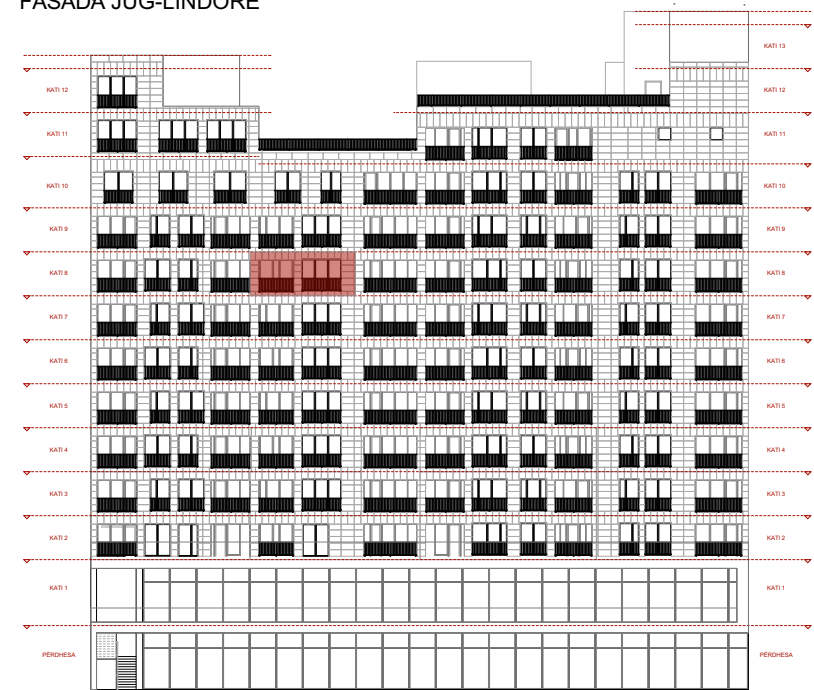 FASADA JUG-LINDORE
KATI 13
KATI 12 KATI 12
KATI 11 KATI 11
KATI 10 KATI 10
KATI 9 KATI 9
KATI 8 KATI 8
KATI 7 KATI 7
KATI 6 KATI 6
KATI 5 KATI 5
KATI 4 KATI 4
KATI 3 KATI 3
KATI 2 KATI 2
KATI 1 KATI 1
PËRDHESA PËRDHESA